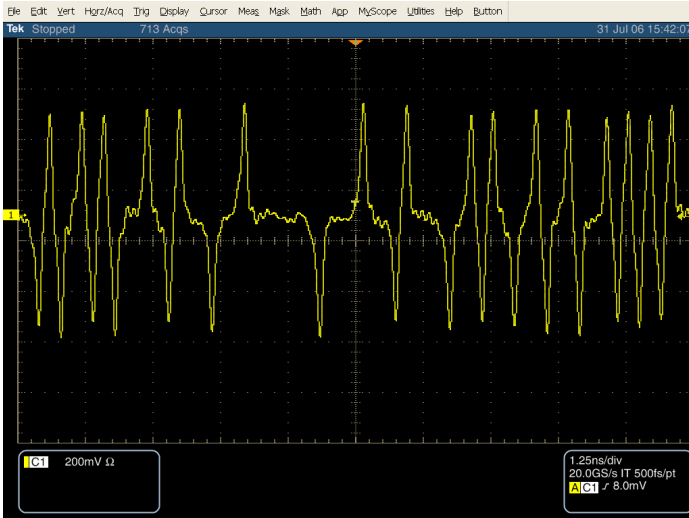 File Edit Vert Horz/Acq Trig Display Cursor Meas Mask Math App MyScope Utilities Help Button
Tek Stopped 713 Acqs 31 Jul 06 15:42:07
1
C1 200mV Ω
1.25ns/div
20.0GS/s IT 500fs/pt
A C1 8.0mV